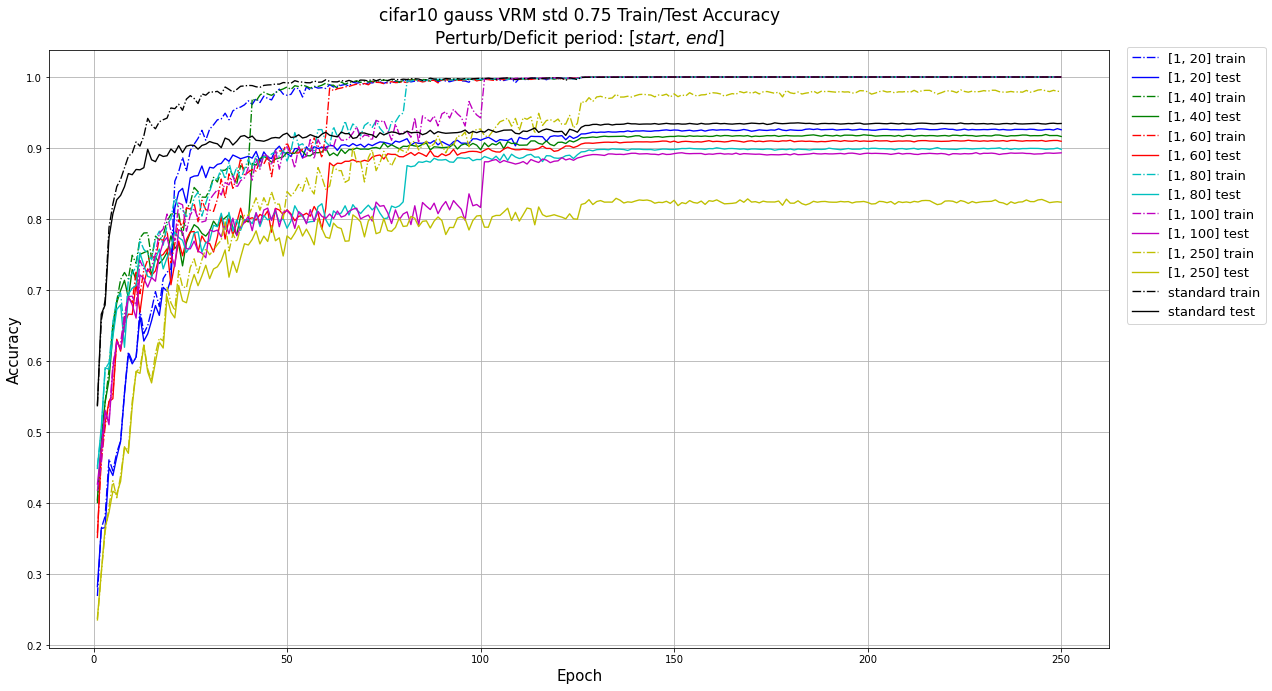 cifar10 gauss VRM std 0.75 Train/Test Accuracy
Perturb/Deficit period: [start, end]
Accuracy
1.0
0.9
0.8
0.7
0.6
0.5
0.4
0.3
0.2
0
50
100
150
200
250
Epoch
[1, 20] train
[1, 20] test
[1, 40] train
[1, 40] test
[1, 60] train
[1, 60] test
[1, 80] train
[1, 80] test
[1, 100] train
[1, 100] test
[1, 250] train
[1, 250] test
standard train
standard test